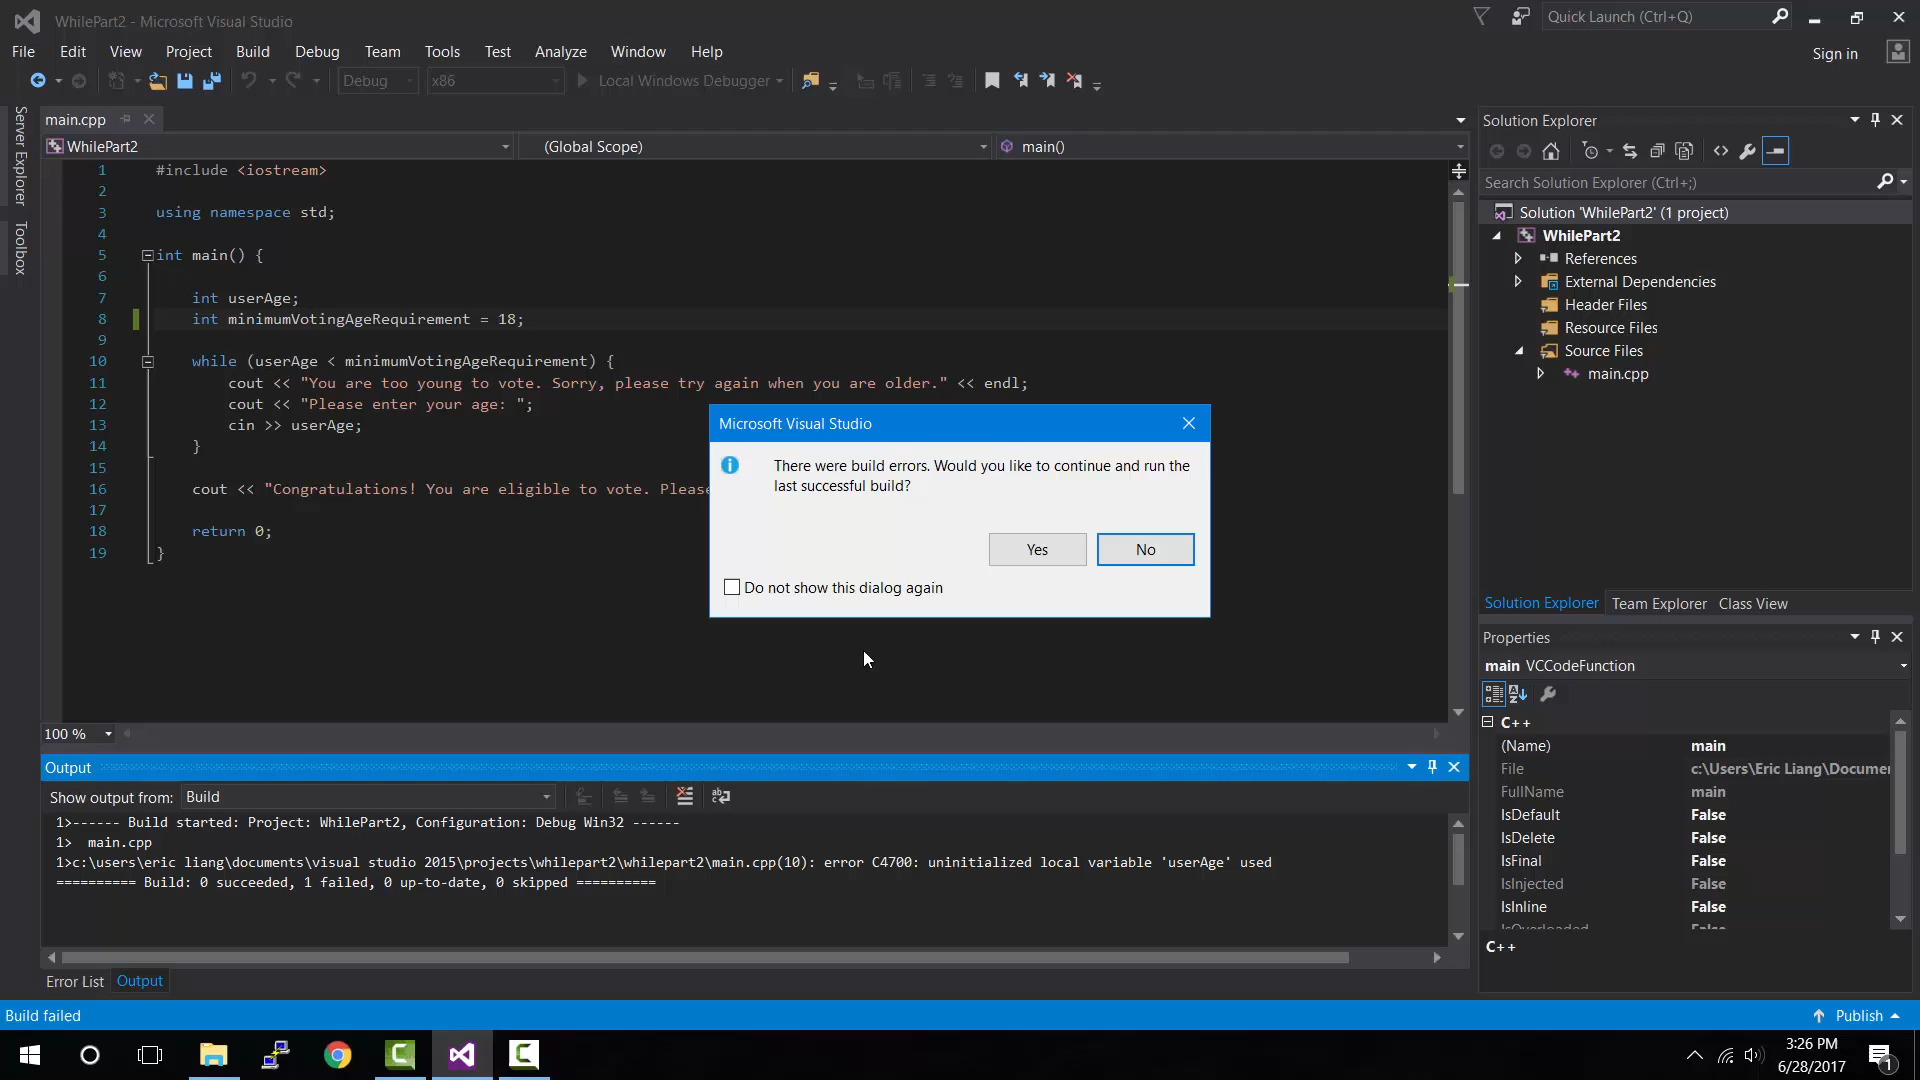 WhilePart2 - Microsoft Visual Studio
Quick Launch (Ctrl+Q)
File Edit View Project Build Debug Team Tools Test Analyze Window Help
Sign in
Debug x86 Local Windows Debugger
Server Explorer
Toolbox
main.cpp
WhilePart2 (Global Scope) main()
1 #include <iostream>
2
3 using namespace std;
4
5 int main() {
6
7 int userAge;
8 int minimumVotingAgeRequirement = 18;
9
10 while (userAge < minimumVotingAgeRequirement) {
11 cout << "You are too young to vote. Sorry, please try again when you are older." << endl;
12 cout << "Please enter your age: ";
13 cin >> userAge;
14 }
15
16 cout << "Congratulations! You are eligible to vote. Please
17
18 return 0;
19 }
Microsoft Visual Studio
There were build errors. Would you like to continue and run the
last successful build?
Yes No
Do not show this dialog again
100 %
Output
Show output from: Build
1>------ Build started: Project: WhilePart2, Configuration: Debug Win32 ------
1> main.cpp
1>c:\users\eric liang\documents\visual studio 2015\projects\whilepart2\whilepart2\main.cpp(10): error C4700: uninitialized local variable 'userAge' used
========== Build: 0 succeeded, 1 failed, 0 up-to-date, 0 skipped ==========
Error List Output
Solution Explorer
Search Solution Explorer (Ctrl+;)
Solution 'WhilePart2' (1 project)
WhilePart2
References
External Dependencies
Header Files
Resource Files
Source Files
main.cpp
Solution Explorer Team Explorer Class View
Properties
main VCCodeFunction
C++
(Name) main
File c:\Users\Eric Liang\Documen
FullName main
IsDefault False
IsDelete False
IsFinal False
IsInjected False
IsInline False
IsOverloaded False
C++
Build failed
Publish
3:26 PM
6/28/2017
1